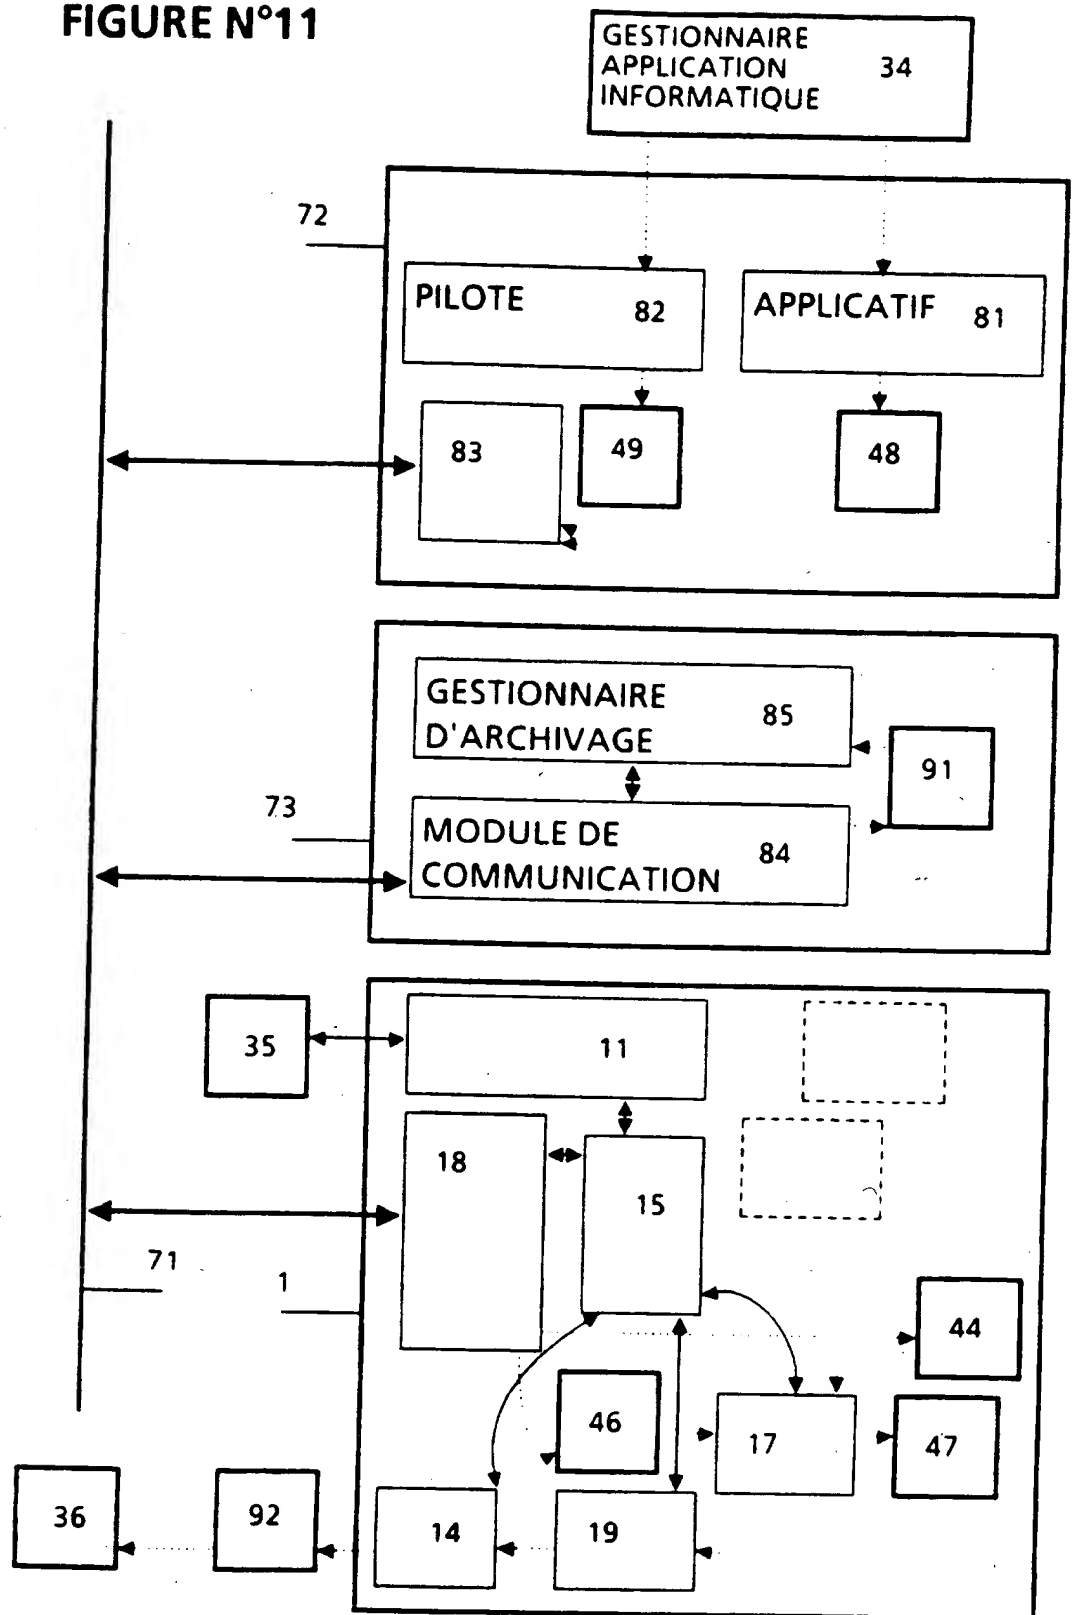 FIGURE N°11
GESTIONNAIRE
APPLICATION 34
INFORMATIQUE
72
PILOTE 82
APPLICATIF 81
83
49
48
GESTIONNAIRE
D'ARCHIVAGE 85
91
73
MODULE DE
COMMUNICATION 84
35
11
18
15
71
1
44
46
17
47
36
92
14
19